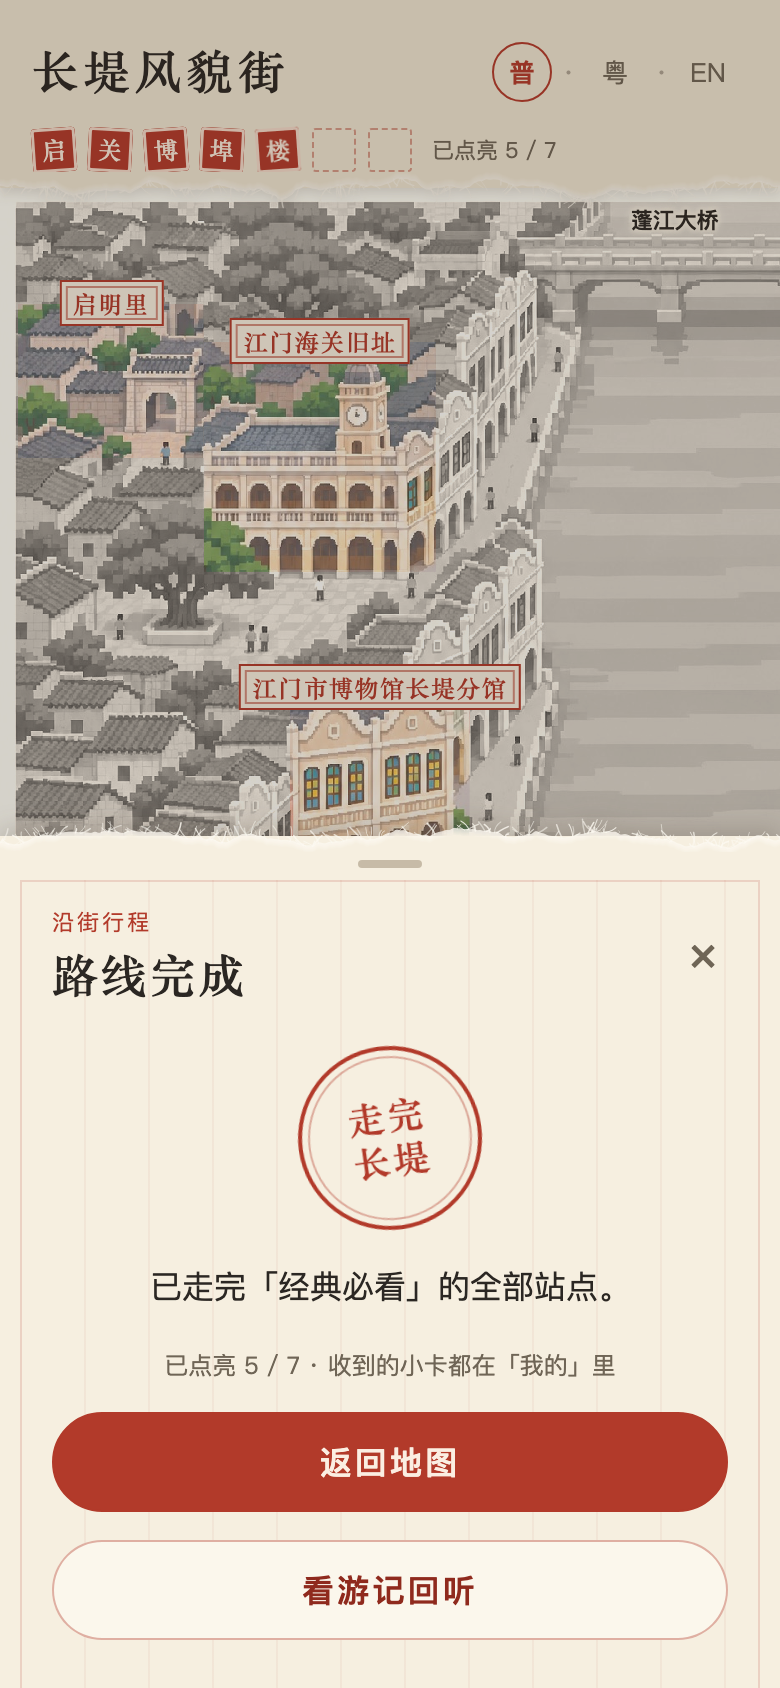 长堤风貌街
普 · 粤 · EN
启 关 博 埠 楼 已点亮 5 / 7
蓬江大桥
启明里
江门海关旧址
江门市博物馆长堤分馆
沿街行程
路线完成
×
走完
长堤
已走完「经典必看」的全部站点。
已点亮 5 / 7 · 收到的小卡都在「我的」里
返回地图
看游记回听